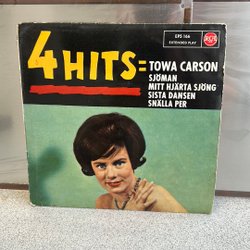 EPS 166
EXTENDED PLAY
RCA
4 HITS=
TOWA CARSON
SJÖMAN
MITT HJÄRTA SJÖNG
SISTA DANSEN
SNÄLLA PER